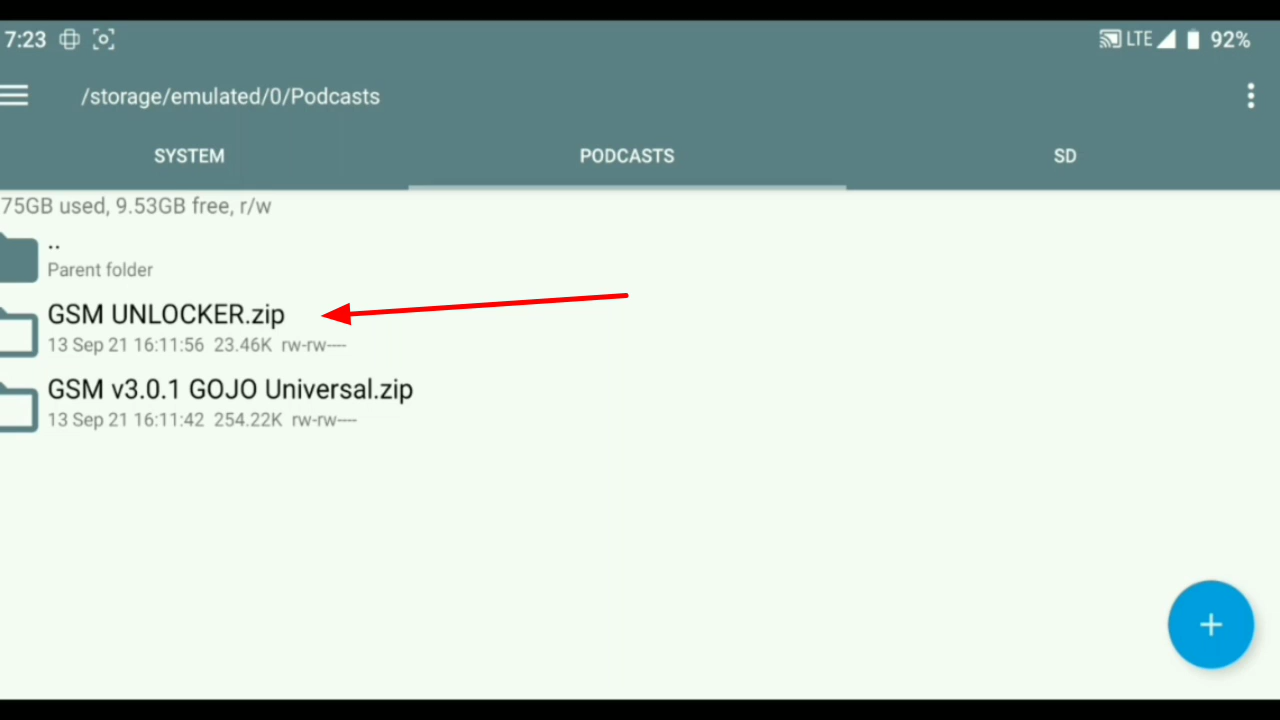 7:23 LTE 92%
/storage/emulated/0/Podcasts
SYSTEM PODCASTS SD
75GB used, 9.53GB free, r/w
..
Parent folder
GSM UNLOCKER.zip
13 Sep 21 16:11:56 23.46K rw-rw----
GSM v3.0.1 GOJO Universal.zip
13 Sep 21 16:11:42 254.22K rw-rw----